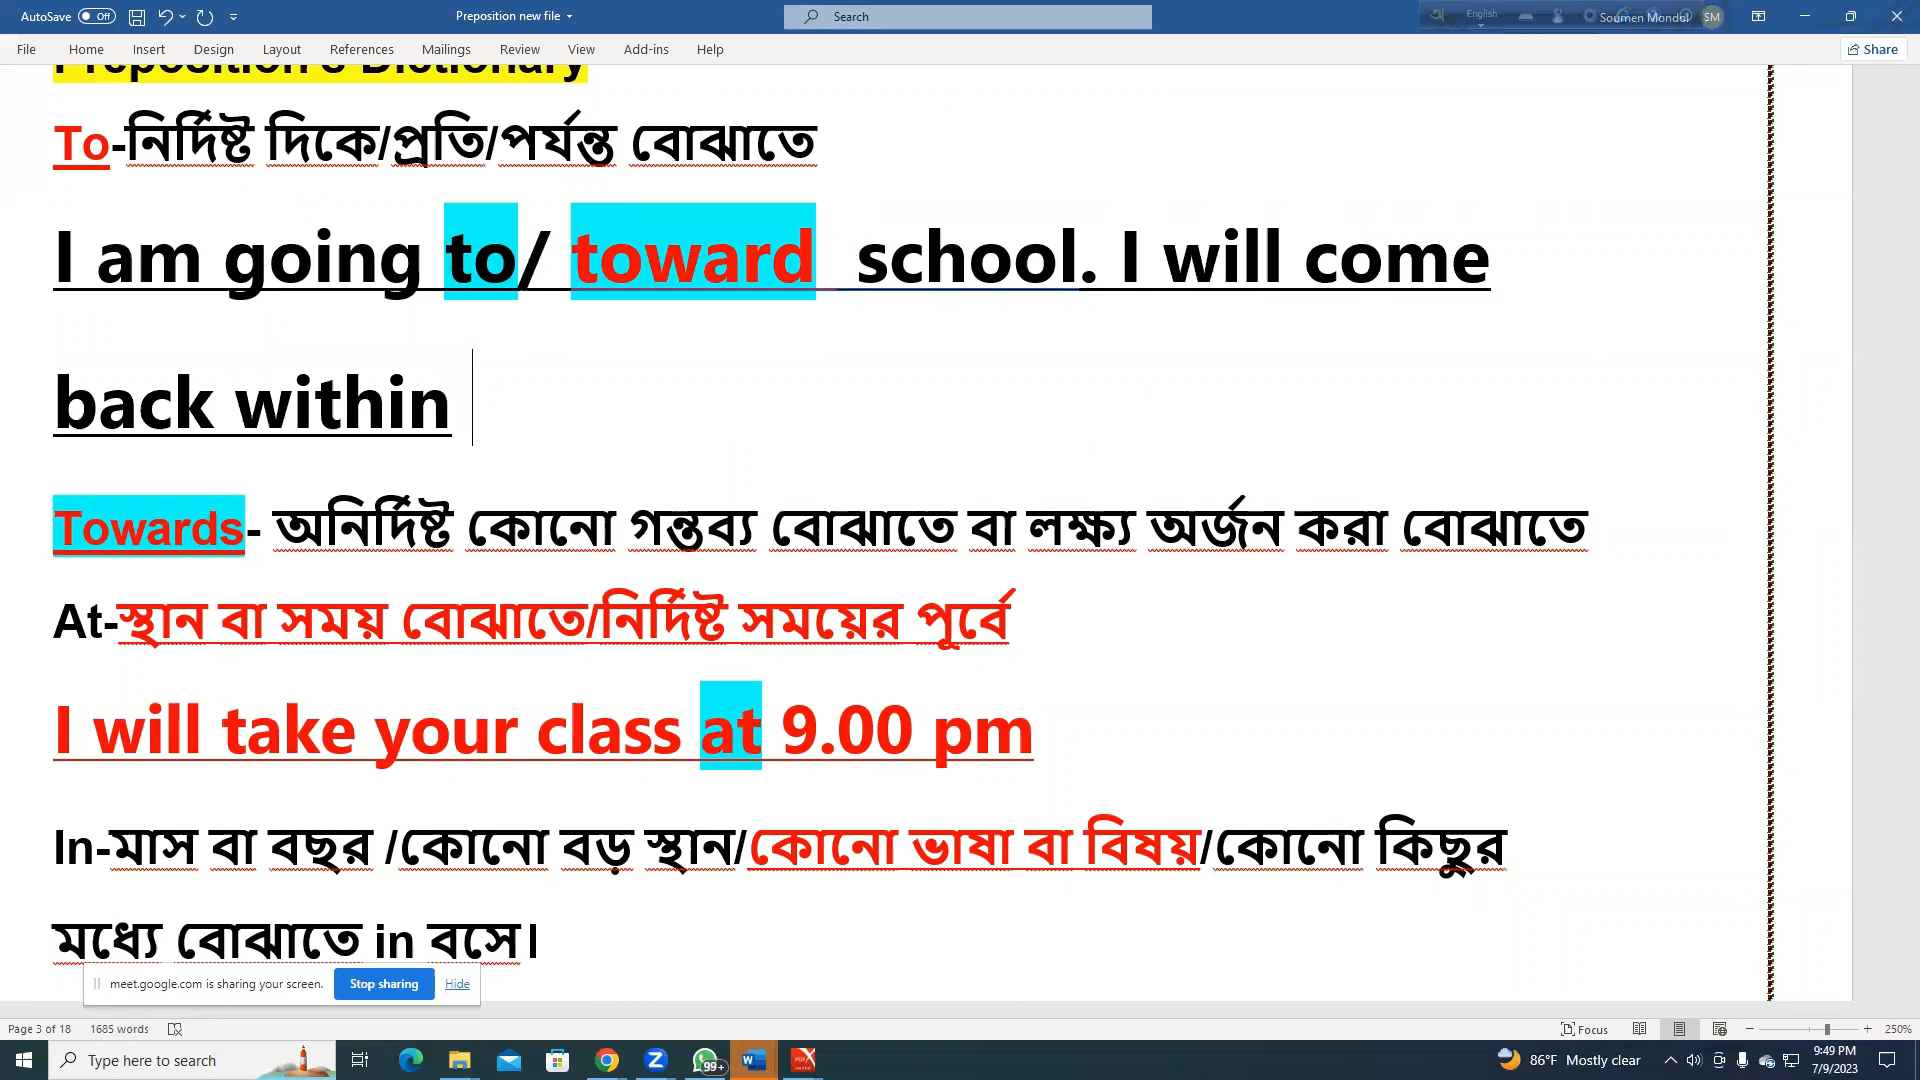 AutoSave Off Preposition new file Search English Soumen Mondol SM
File Home Insert Design Layout References Mailings Review View Add-ins Help Share
Preposition's Dictionary
To-নির্দিষ্ট দিকে/প্রতি/পর্যন্ত বোঝাতে
I am going to/ toward school. I will come
back within
Towards- অনির্দিষ্ট কোনো গন্তব্য বোঝাতে বা লক্ষ্য অর্জন করা বোঝাতে
At-স্থান বা সময় বোঝাতে/নির্দিষ্ট সময়ের পূর্বে
I will take your class at 9.00 pm
In-মাস বা বছর /কোনো বড় স্থান/কোনো ভাষা বা বিষয়/কোনো কিছুর
মধ্যে বোঝাতে in বসে।
meet.google.com is sharing your screen. Stop sharing Hide
Page 3 of 18 1685 words Focus 250%
Type here to search 99+ 86°F Mostly clear 9:49 PM
7/9/2023